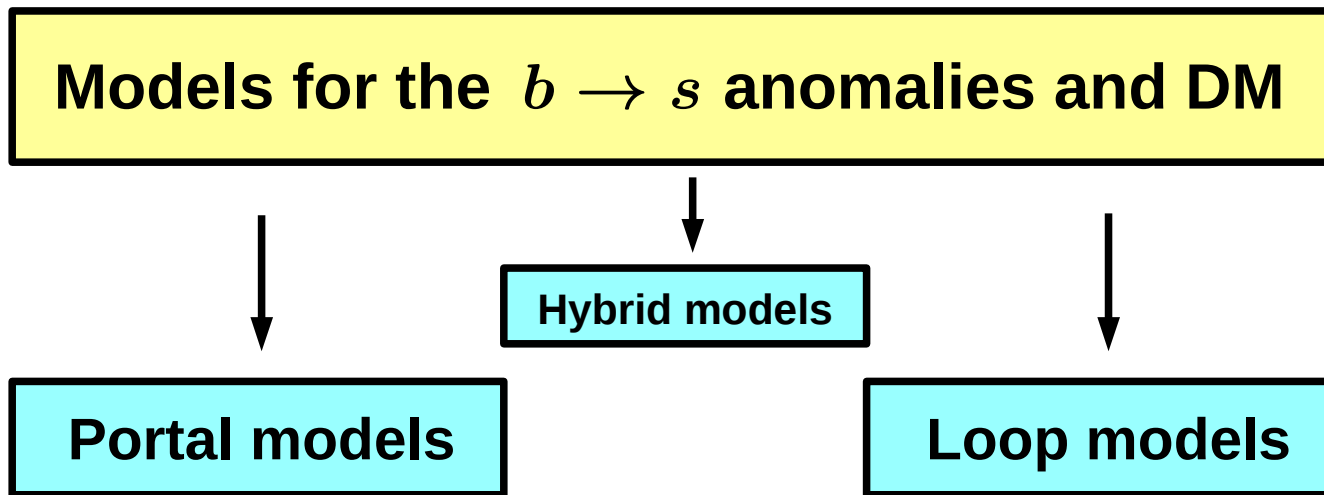 Models for the b → s anomalies and DM
Hybrid models
Portal models
Loop models